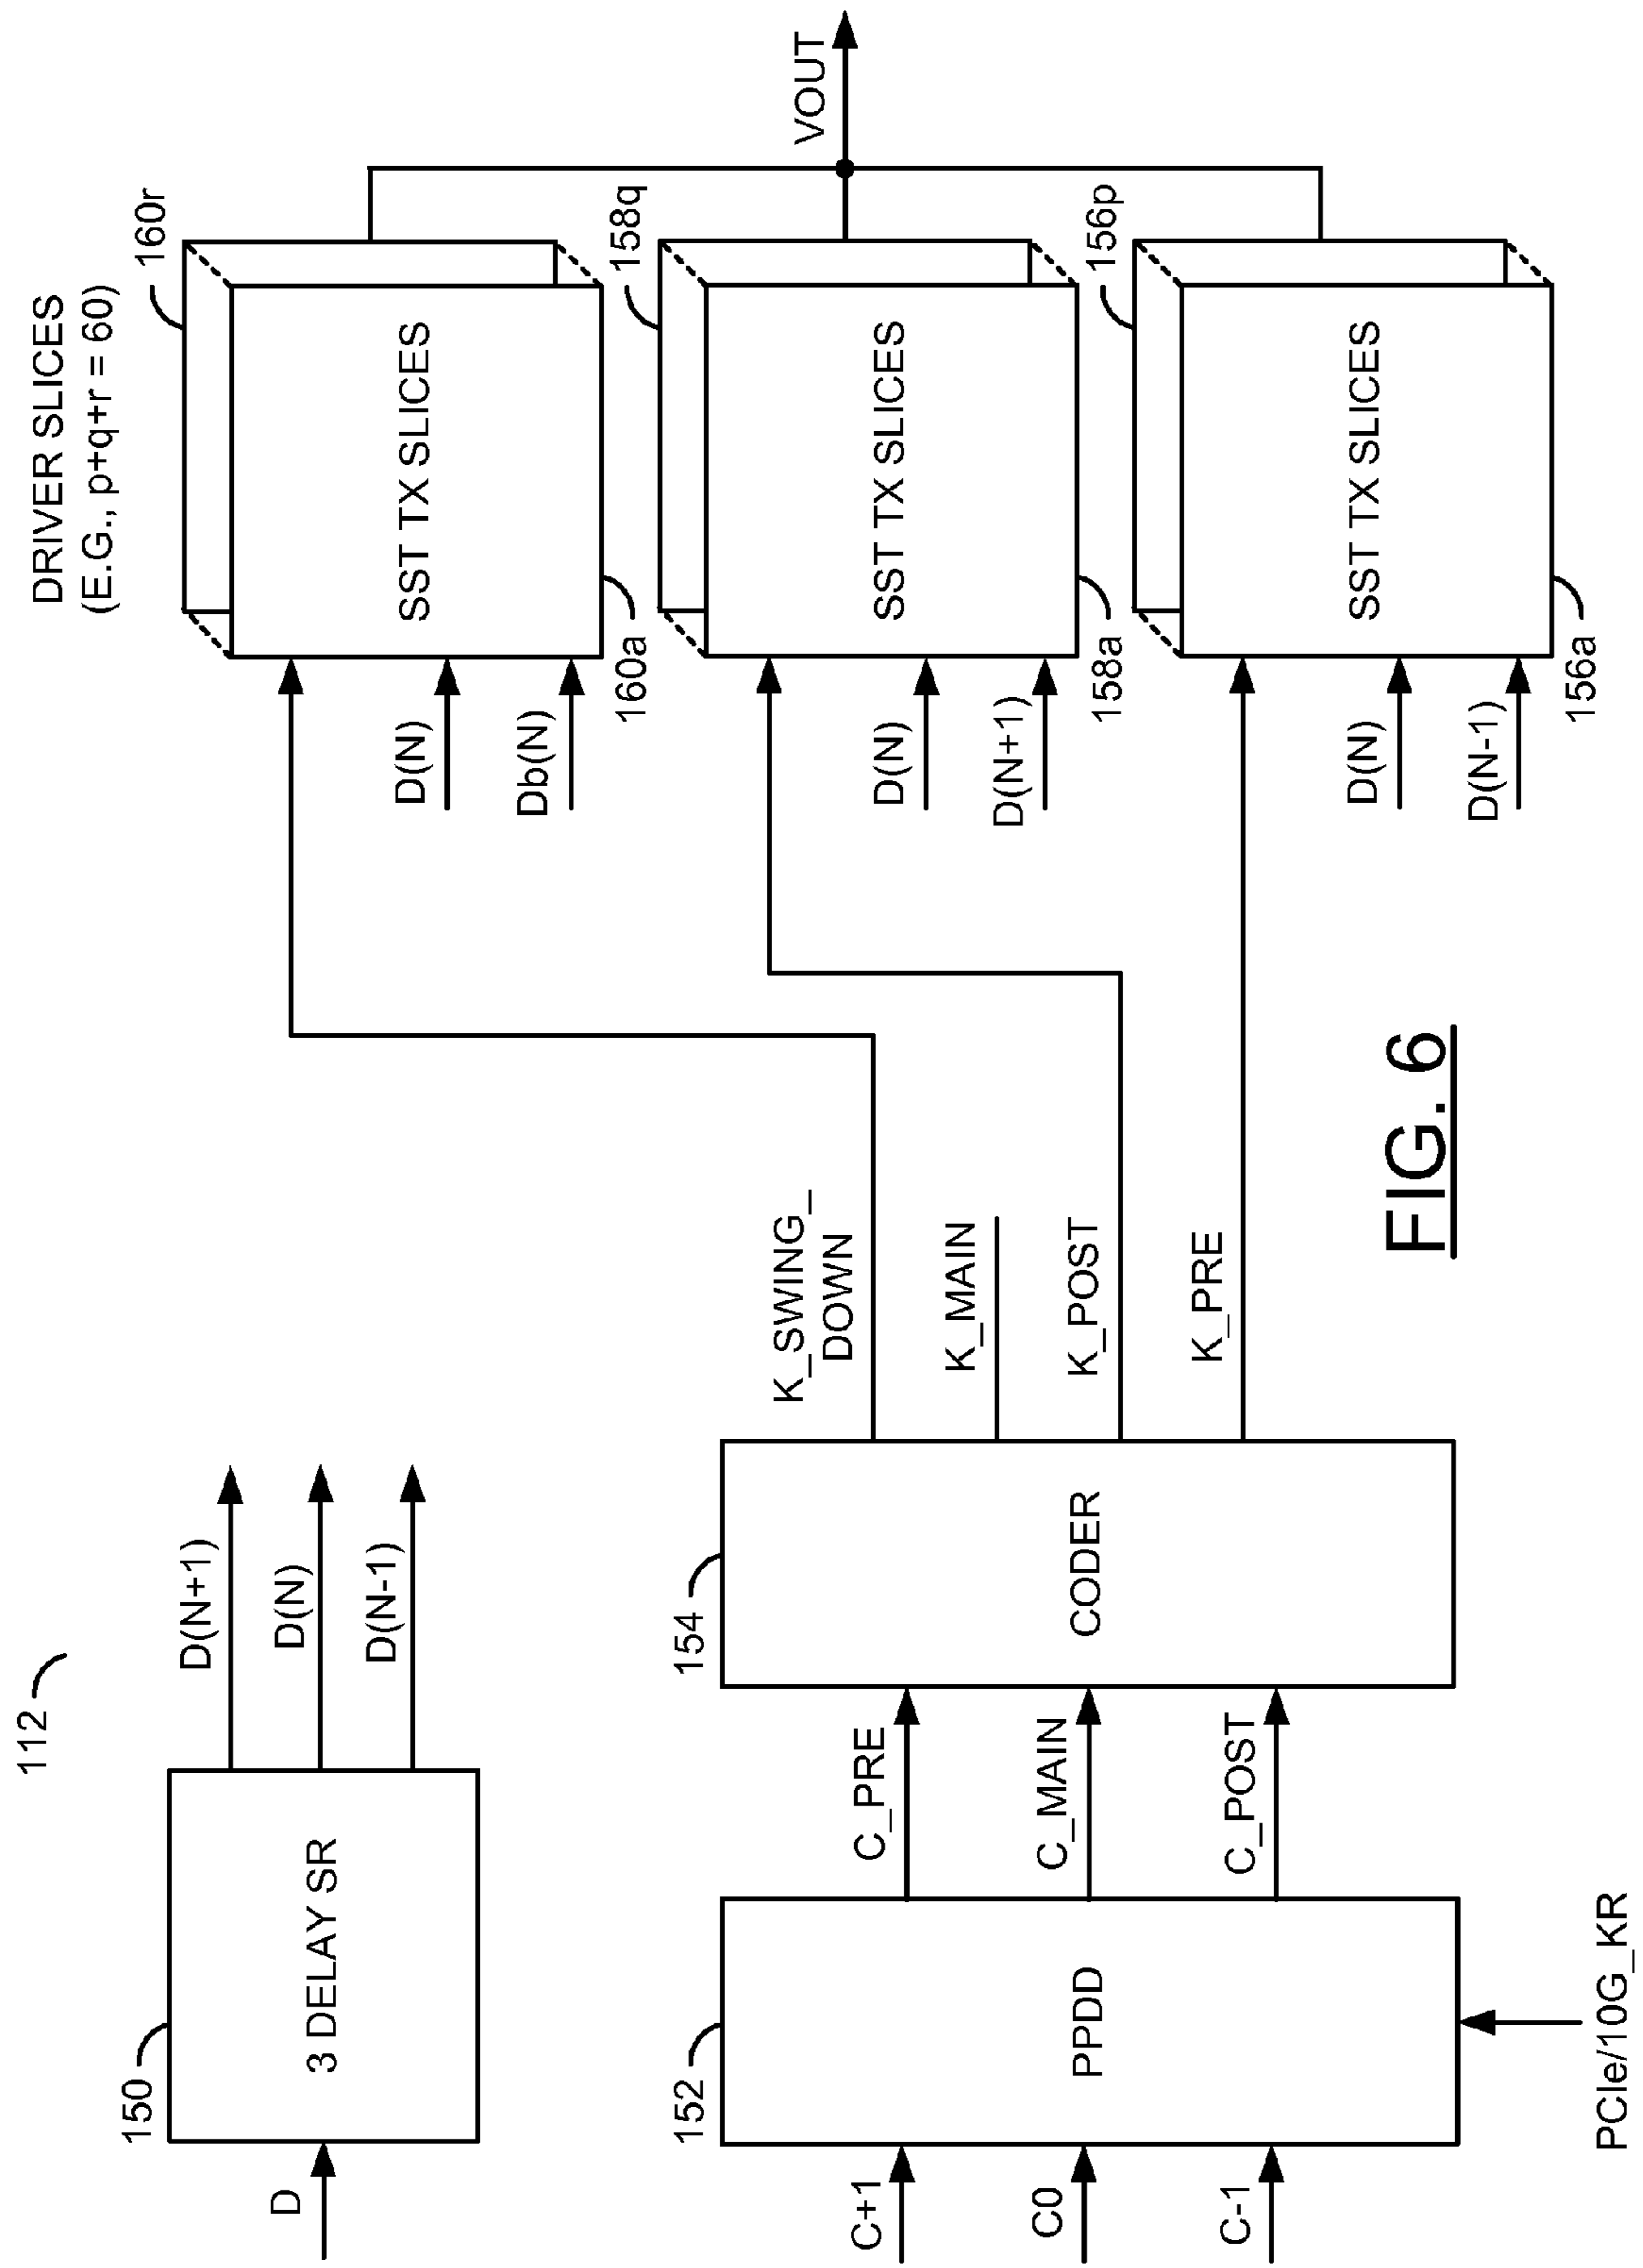 112
D
150
3 DELAY SR
D(N+1)
D(N)
D(N-1)
C+1
C0
C-1
152
PPDD
PCIe/10G_KR
C_PRE
C_MAIN
C_POST
154
CODER
K_SWING_
DOWN
K_MAIN
K_POST
K_PRE
DRIVER SLICES
(E.G., p+q+r = 60)
D(N)
Db(N)
160a
SST TX SLICES
160r
D(N)
D(N+1)
158a
SST TX SLICES
158q
D(N)
D(N-1)
156a
SST TX SLICES
156p
VOUT
FIG. 6